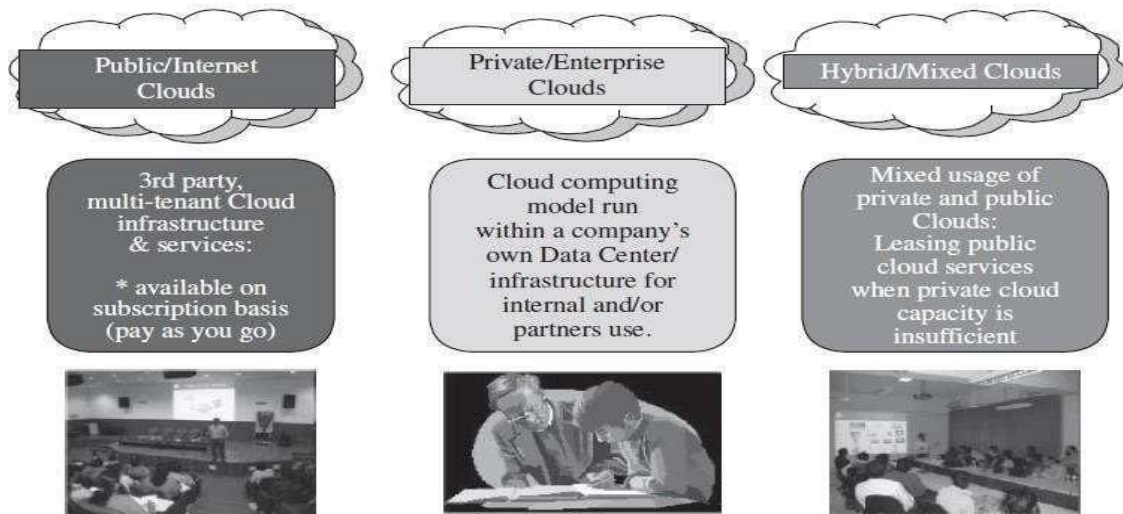 Public/Internet
Clouds
3rd party,
multi-tenant Cloud
infrastructure
& services:
* available on
subscription basis
(pay as you go)
Private/Enterprise
Clouds
Cloud computing
model run
within a company's
own Data Center/
infrastructure for
internal and/or
partners use.
Hybrid/Mixed Clouds
Mixed usage of
private and public
Clouds:
Leasing public
cloud services
when private cloud
capacity is
insufficient